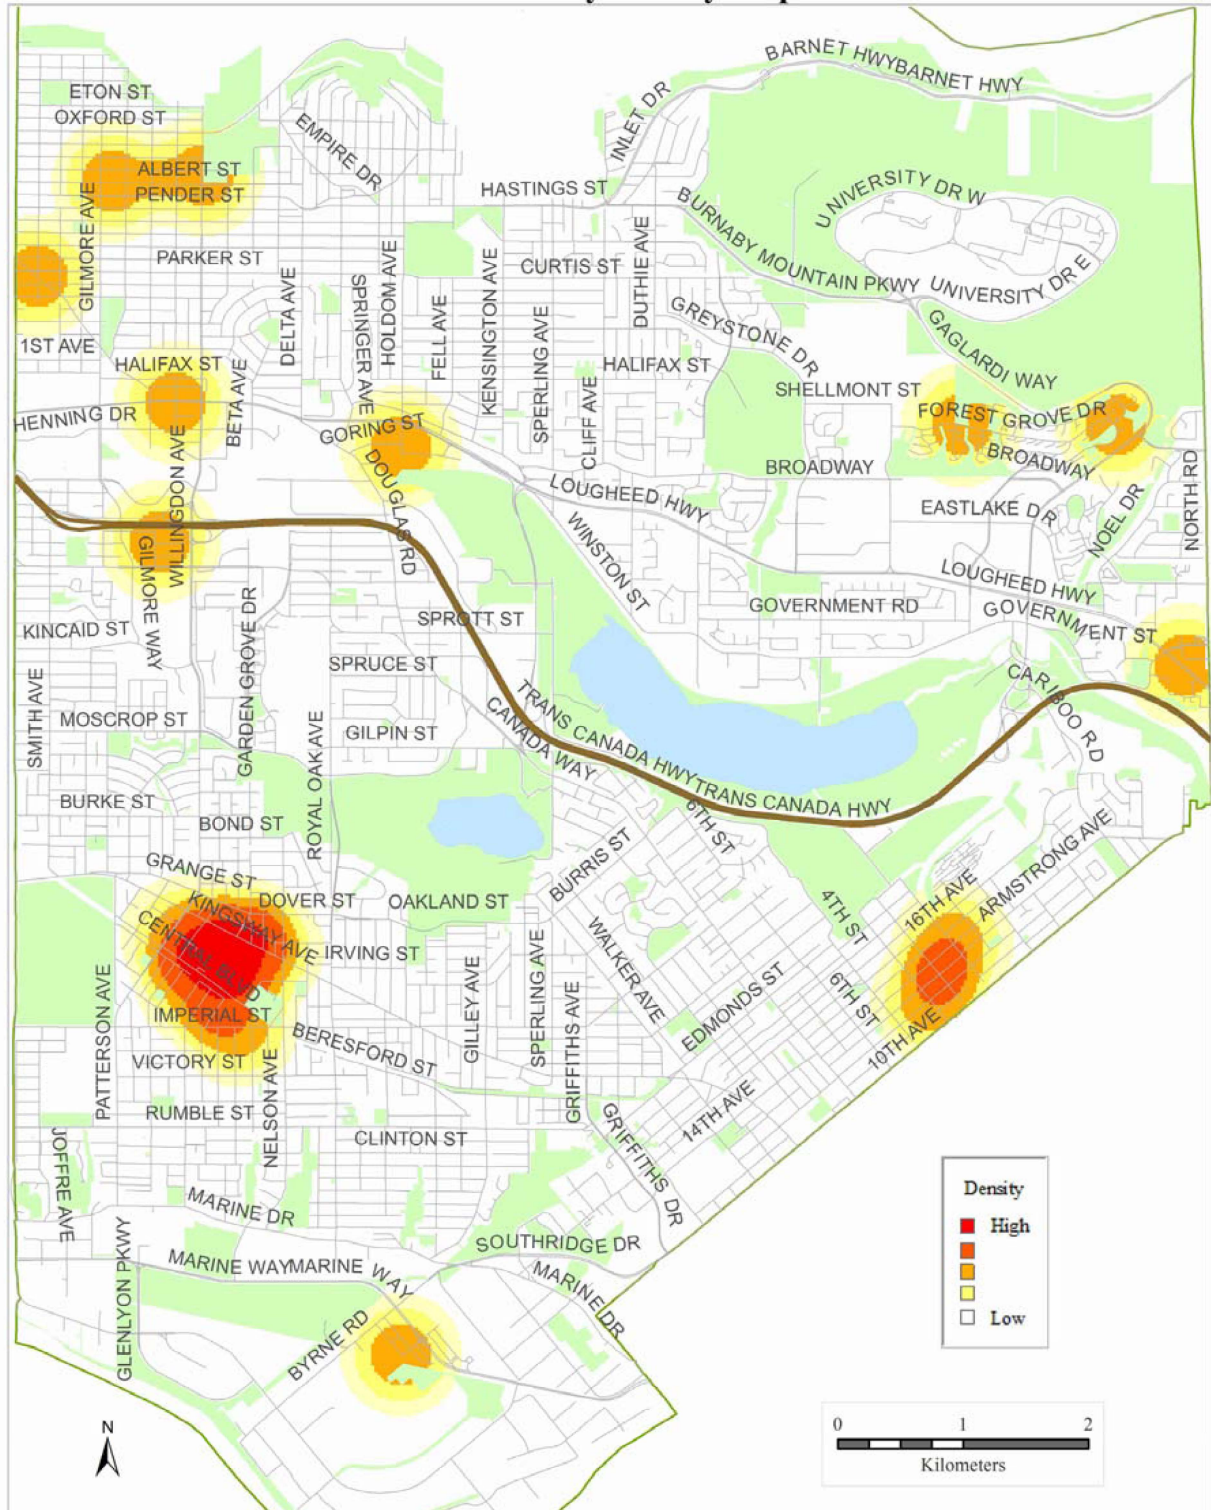 BARNET HWYBARNET HWY
ETON ST
OXFORD ST
INLET DR
EMPIRE DR
ALBERT ST
PENDER ST
HASTINGS ST
UNIVERSITY DR W
GILMORE AVE
BURNABY MOUNTAIN PKWY
PARKER ST
CURTIS ST
DUTHIE AVE
UNIVERSITY DR E
DELTA AVE
SPRINGER AVE
HOLDOM AVE
FELL AVE
KENSINGTON AVE
SPERLING AVE
GREYSTONE DR
GAGLARDI WAY
1ST AVE
HALIFAX ST
HALIFAX ST
BETA AVE
CLIFF AVE
SHELLMONT ST
HENNING DR
GORING ST
FOREST GROVE DR
BROADWAY
BROADWAY
WILLINGDON AVE
DOUGLAS RD
LOUGHEED HWY
EASTLAKE DR
NOEL DR
NORTH RD
GILMORE WAY
WINSTON ST
LOUGHEED HWY
KINCAID ST
GARDEN GROVE DR
SPROTT ST
GOVERNMENT RD
GOVERNMENT ST
SPRUCE ST
SMITH AVE
MOSCROP ST
ROYAL OAK AVE
GILPIN ST
CANADA WAY
TRANS CANADA HWYTRANS CANADA HWY
CARIBOO RD
BURKE ST
BOND ST
6TH ST
BURRIS ST
ARMSTRONG AVE
GRANGE ST
DOVER ST
OAKLAND ST
16TH AVE
4TH ST
KINGSWAY AVE
CENTRAL BLVD
IRVING ST
WALKER AVE
PATTERSON AVE
GILLEY AVE
SPERLING AVE
GRIFFITHS AVE
EDMONDS ST
6TH ST
10TH AVE
IMPERIAL ST
BERESFORD ST
VICTORY ST
NELSON AVE
RUMBLE ST
14TH AVE
CLINTON ST
GRIFFITHS DR
JOFFRE AVE
MARINE DR
SOUTHRIDGE DR
GLENLYON PKWY
MARINE WAYMARINE WAY
MARINE DR
BYRNE RD
Density
High
Low
N
0 1 2
Kilometers